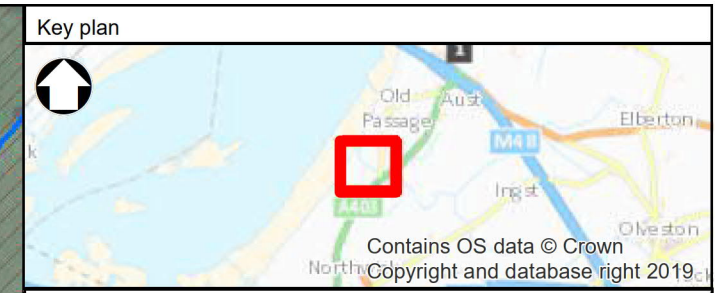 Key plan
1
Old
Passage
Aust
Elberton
M48
k
Ingst
A403
Olveston
Contains OS data © Crown
Copyright and database right 2019